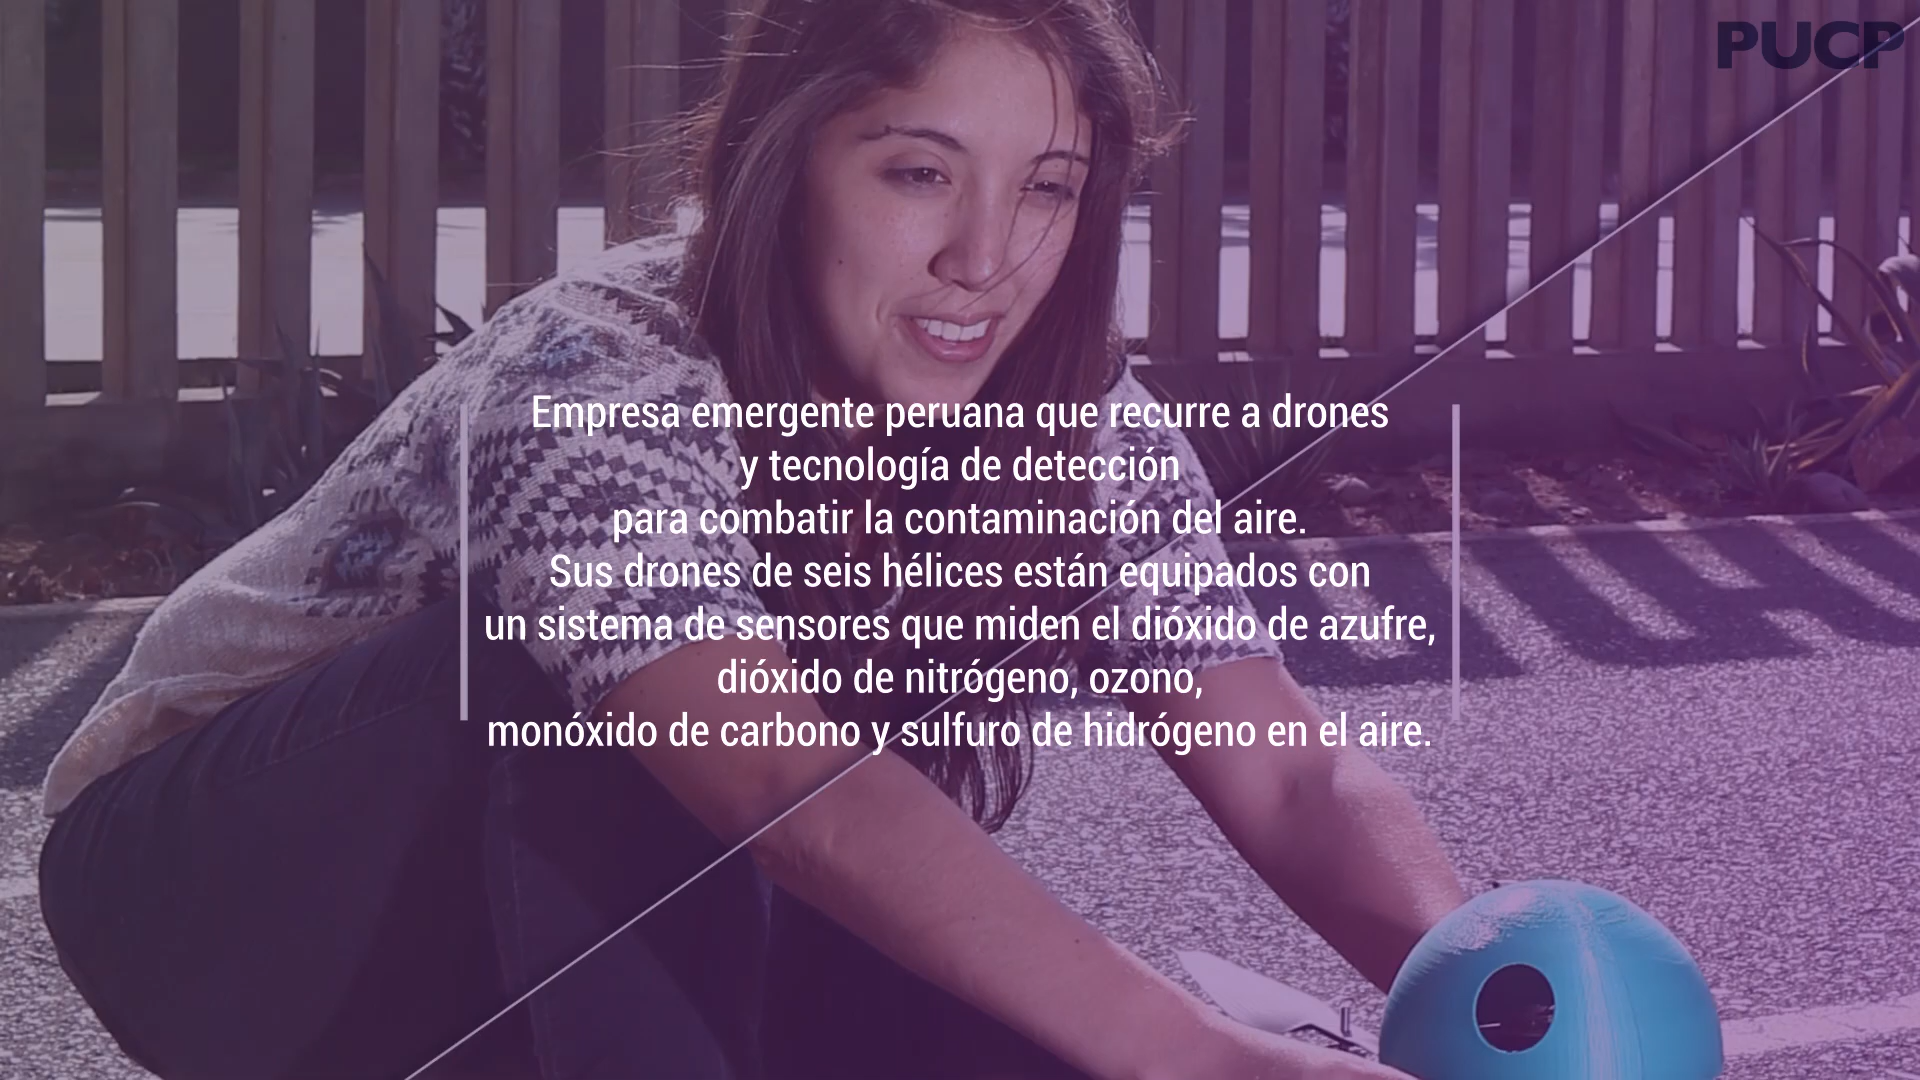 PUCP
Empresa emergente peruana que recurre a drones
y tecnología de detección
para combatir la contaminación del aire.
Sus drones de seis hélices están equipados con
un sistema de sensores que miden el dióxido de azufre,
dióxido de nitrógeno, ozono,
monóxido de carbono y sulfuro de hidrógeno en el aire.